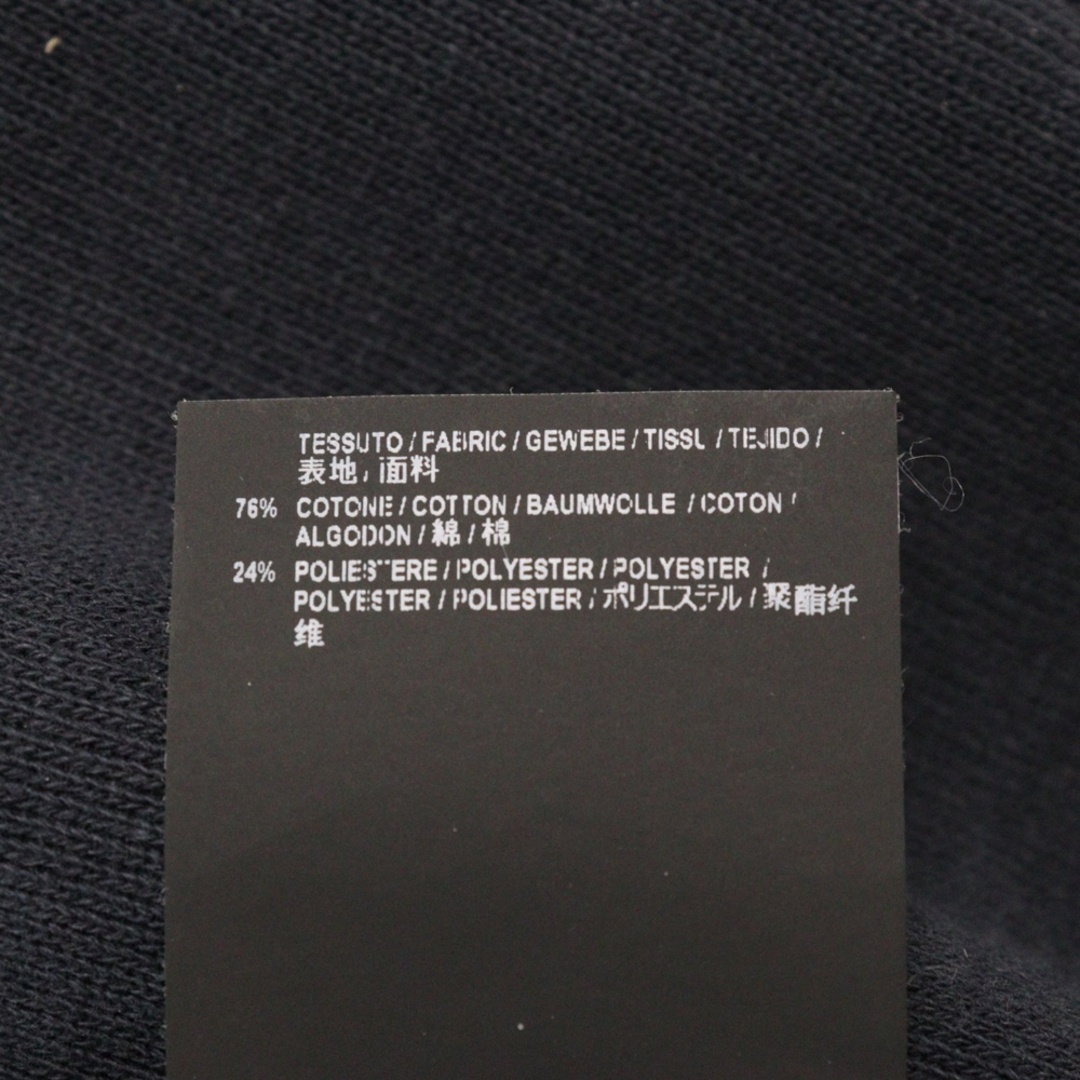 TESSUTO / FABRIC / GEWEBE / TISSU / TEJIDO /
表地, 面料
76% COTONE / COTTON / BAUMWOLLE / COTON /
ALGODON / 綿 / 棉
24% POLIESTERE / POLYESTER / POLYESTER /
POLYESTER / POLIESTER / ポリエステル / 聚酯纤
维